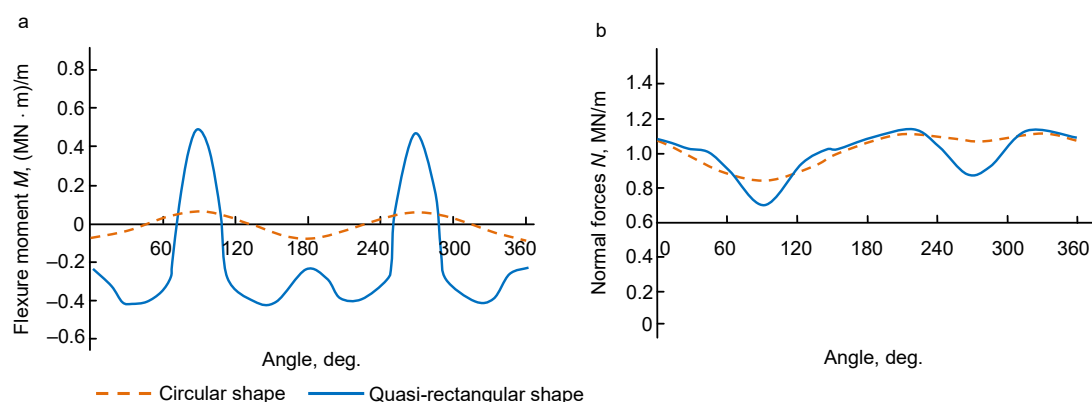 a
Flexure moment M, (MN · m)/m
0.8
0.6
0.4
0.2
0
–0.2
–0.4
–0.6
60 120 180 240 300 360
Angle, deg.
b
Normal forces N, MN/m
1.4
1.2
1.0
0.8
0.6
0.4
0.2
0
0 60 120 180 240 300 360
Angle, deg.
Circular shape Quasi-rectangular shape